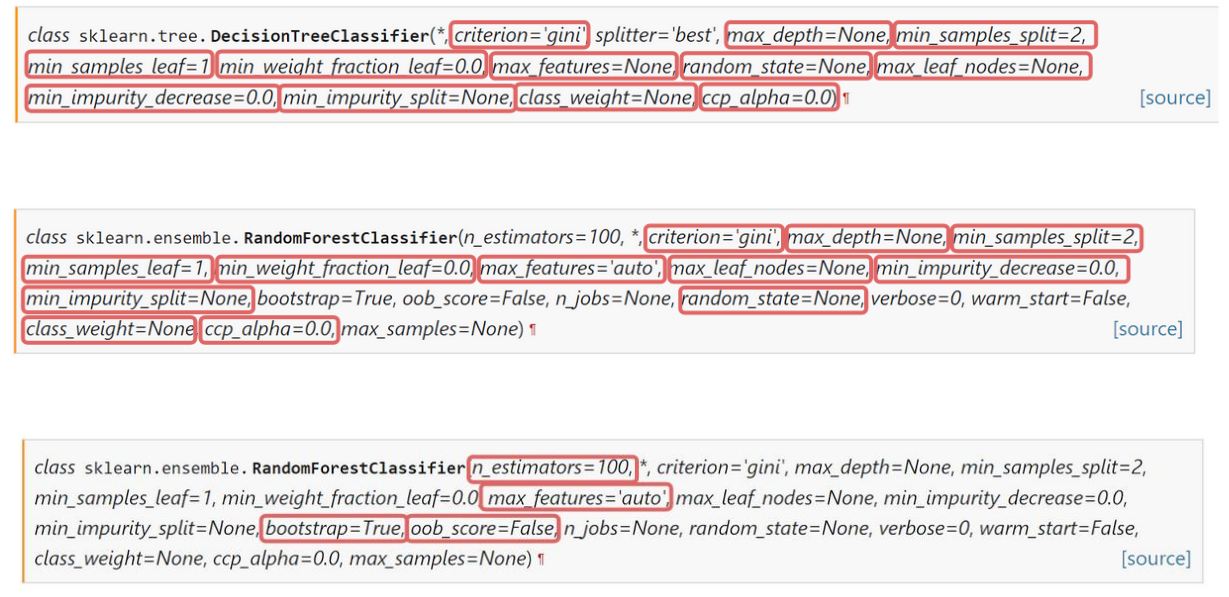 class sklearn.tree.DecisionTreeClassifier(*, criterion='gini', splitter='best', max_depth=None, min_samples_split=2,
min_samples_leaf=1, min_weight_fraction_leaf=0.0, max_features=None, random_state=None, max_leaf_nodes=None,
min_impurity_decrease=0.0, min_impurity_split=None, class_weight=None, ccp_alpha=0.0) ¶ [source]
class sklearn.ensemble.RandomForestClassifier(n_estimators=100, *, criterion='gini', max_depth=None, min_samples_split=2,
min_samples_leaf=1, min_weight_fraction_leaf=0.0, max_features='auto', max_leaf_nodes=None, min_impurity_decrease=0.0,
min_impurity_split=None, bootstrap=True, oob_score=False, n_jobs=None, random_state=None, verbose=0, warm_start=False,
class_weight=None, ccp_alpha=0.0, max_samples=None) ¶ [source]
class sklearn.ensemble.RandomForestClassifier(n_estimators=100, *, criterion='gini', max_depth=None, min_samples_split=2,
min_samples_leaf=1, min_weight_fraction_leaf=0.0, max_features='auto', max_leaf_nodes=None, min_impurity_decrease=0.0,
min_impurity_split=None, bootstrap=True, oob_score=False, n_jobs=None, random_state=None, verbose=0, warm_start=False,
class_weight=None, ccp_alpha=0.0, max_samples=None) ¶ [source]